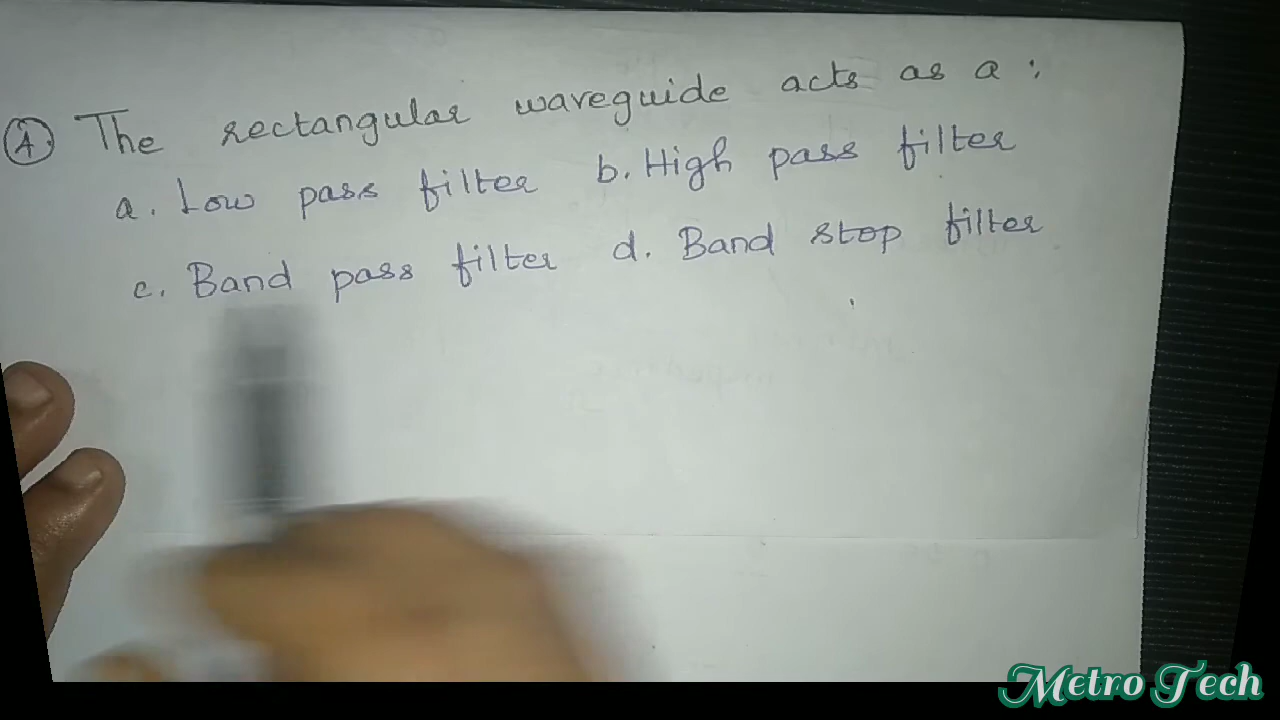 4. The rectangular waveguide acts as a :
a. Low pass filter b. High pass filter
c. Band pass filter d. Band stop filter
Metro Tech